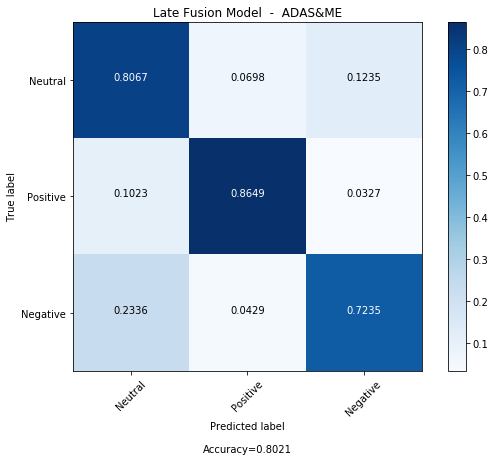 Late Fusion Model  -  ADAS&ME
Neutral 0.8067 0.0698 0.1235
Positive 0.1023 0.8649 0.0327
Negative 0.2336 0.0429 0.7235
True label
Neutral Positive Negative
Predicted label
Accuracy=0.8021
0.8
0.7
0.6
0.5
0.4
0.3
0.2
0.1